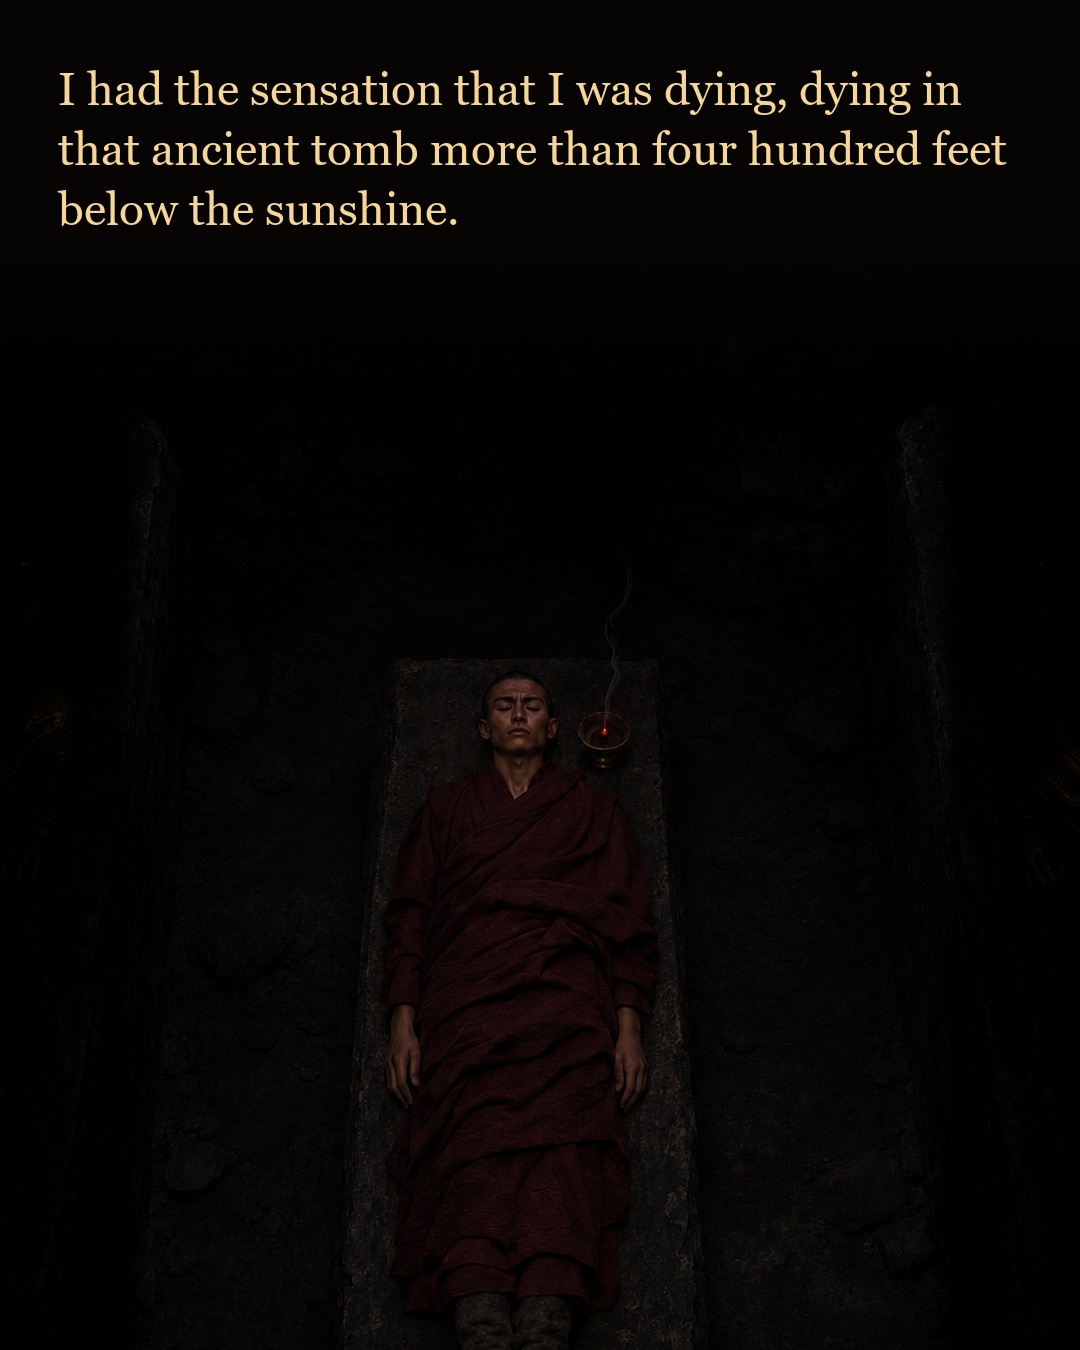 I had the sensation that I was dying, dying in
that ancient tomb more than four hundred feet
below the sunshine.